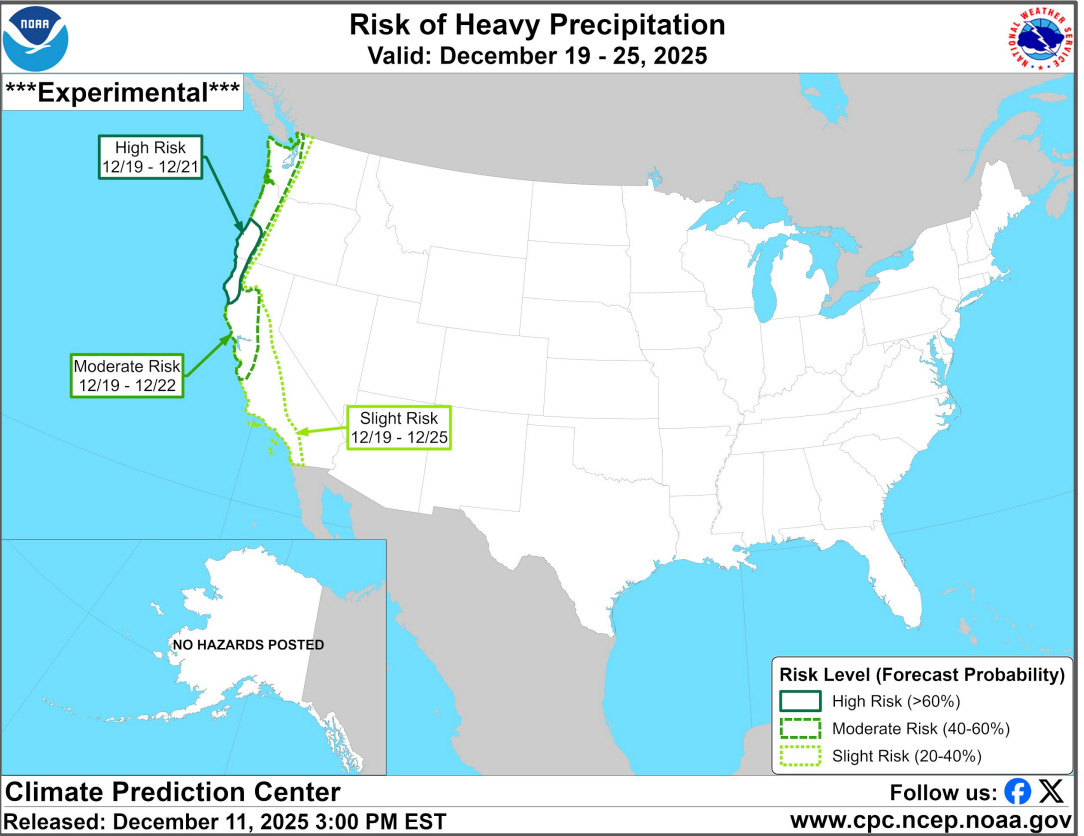 NOAA
Risk of Heavy Precipitation
Valid: December 19 - 25, 2025
NATIONAL WEATHER SERVICE
***Experimental***
High Risk
12/19 - 12/21
Moderate Risk
12/19 - 12/22
Slight Risk
12/19 - 12/25
NO HAZARDS POSTED
Risk Level (Forecast Probability)
High Risk (>60%)
Moderate Risk (40-60%)
Slight Risk (20-40%)
Climate Prediction Center
Follow us:
Released: December 11, 2025 3:00 PM EST
www.cpc.ncep.noaa.gov